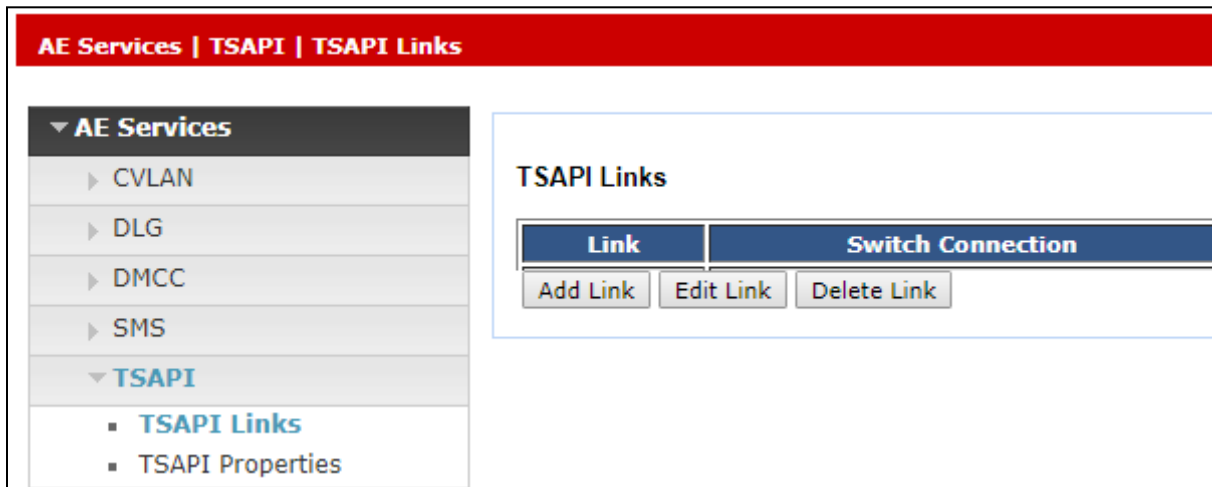 AE Services | TSAPI | TSAPI Links
AE Services
CVLAN
DLG
DMCC
SMS
TSAPI
TSAPI Links
TSAPI Properties
TSAPI Links
Link Switch Connection
Add Link Edit Link Delete Link